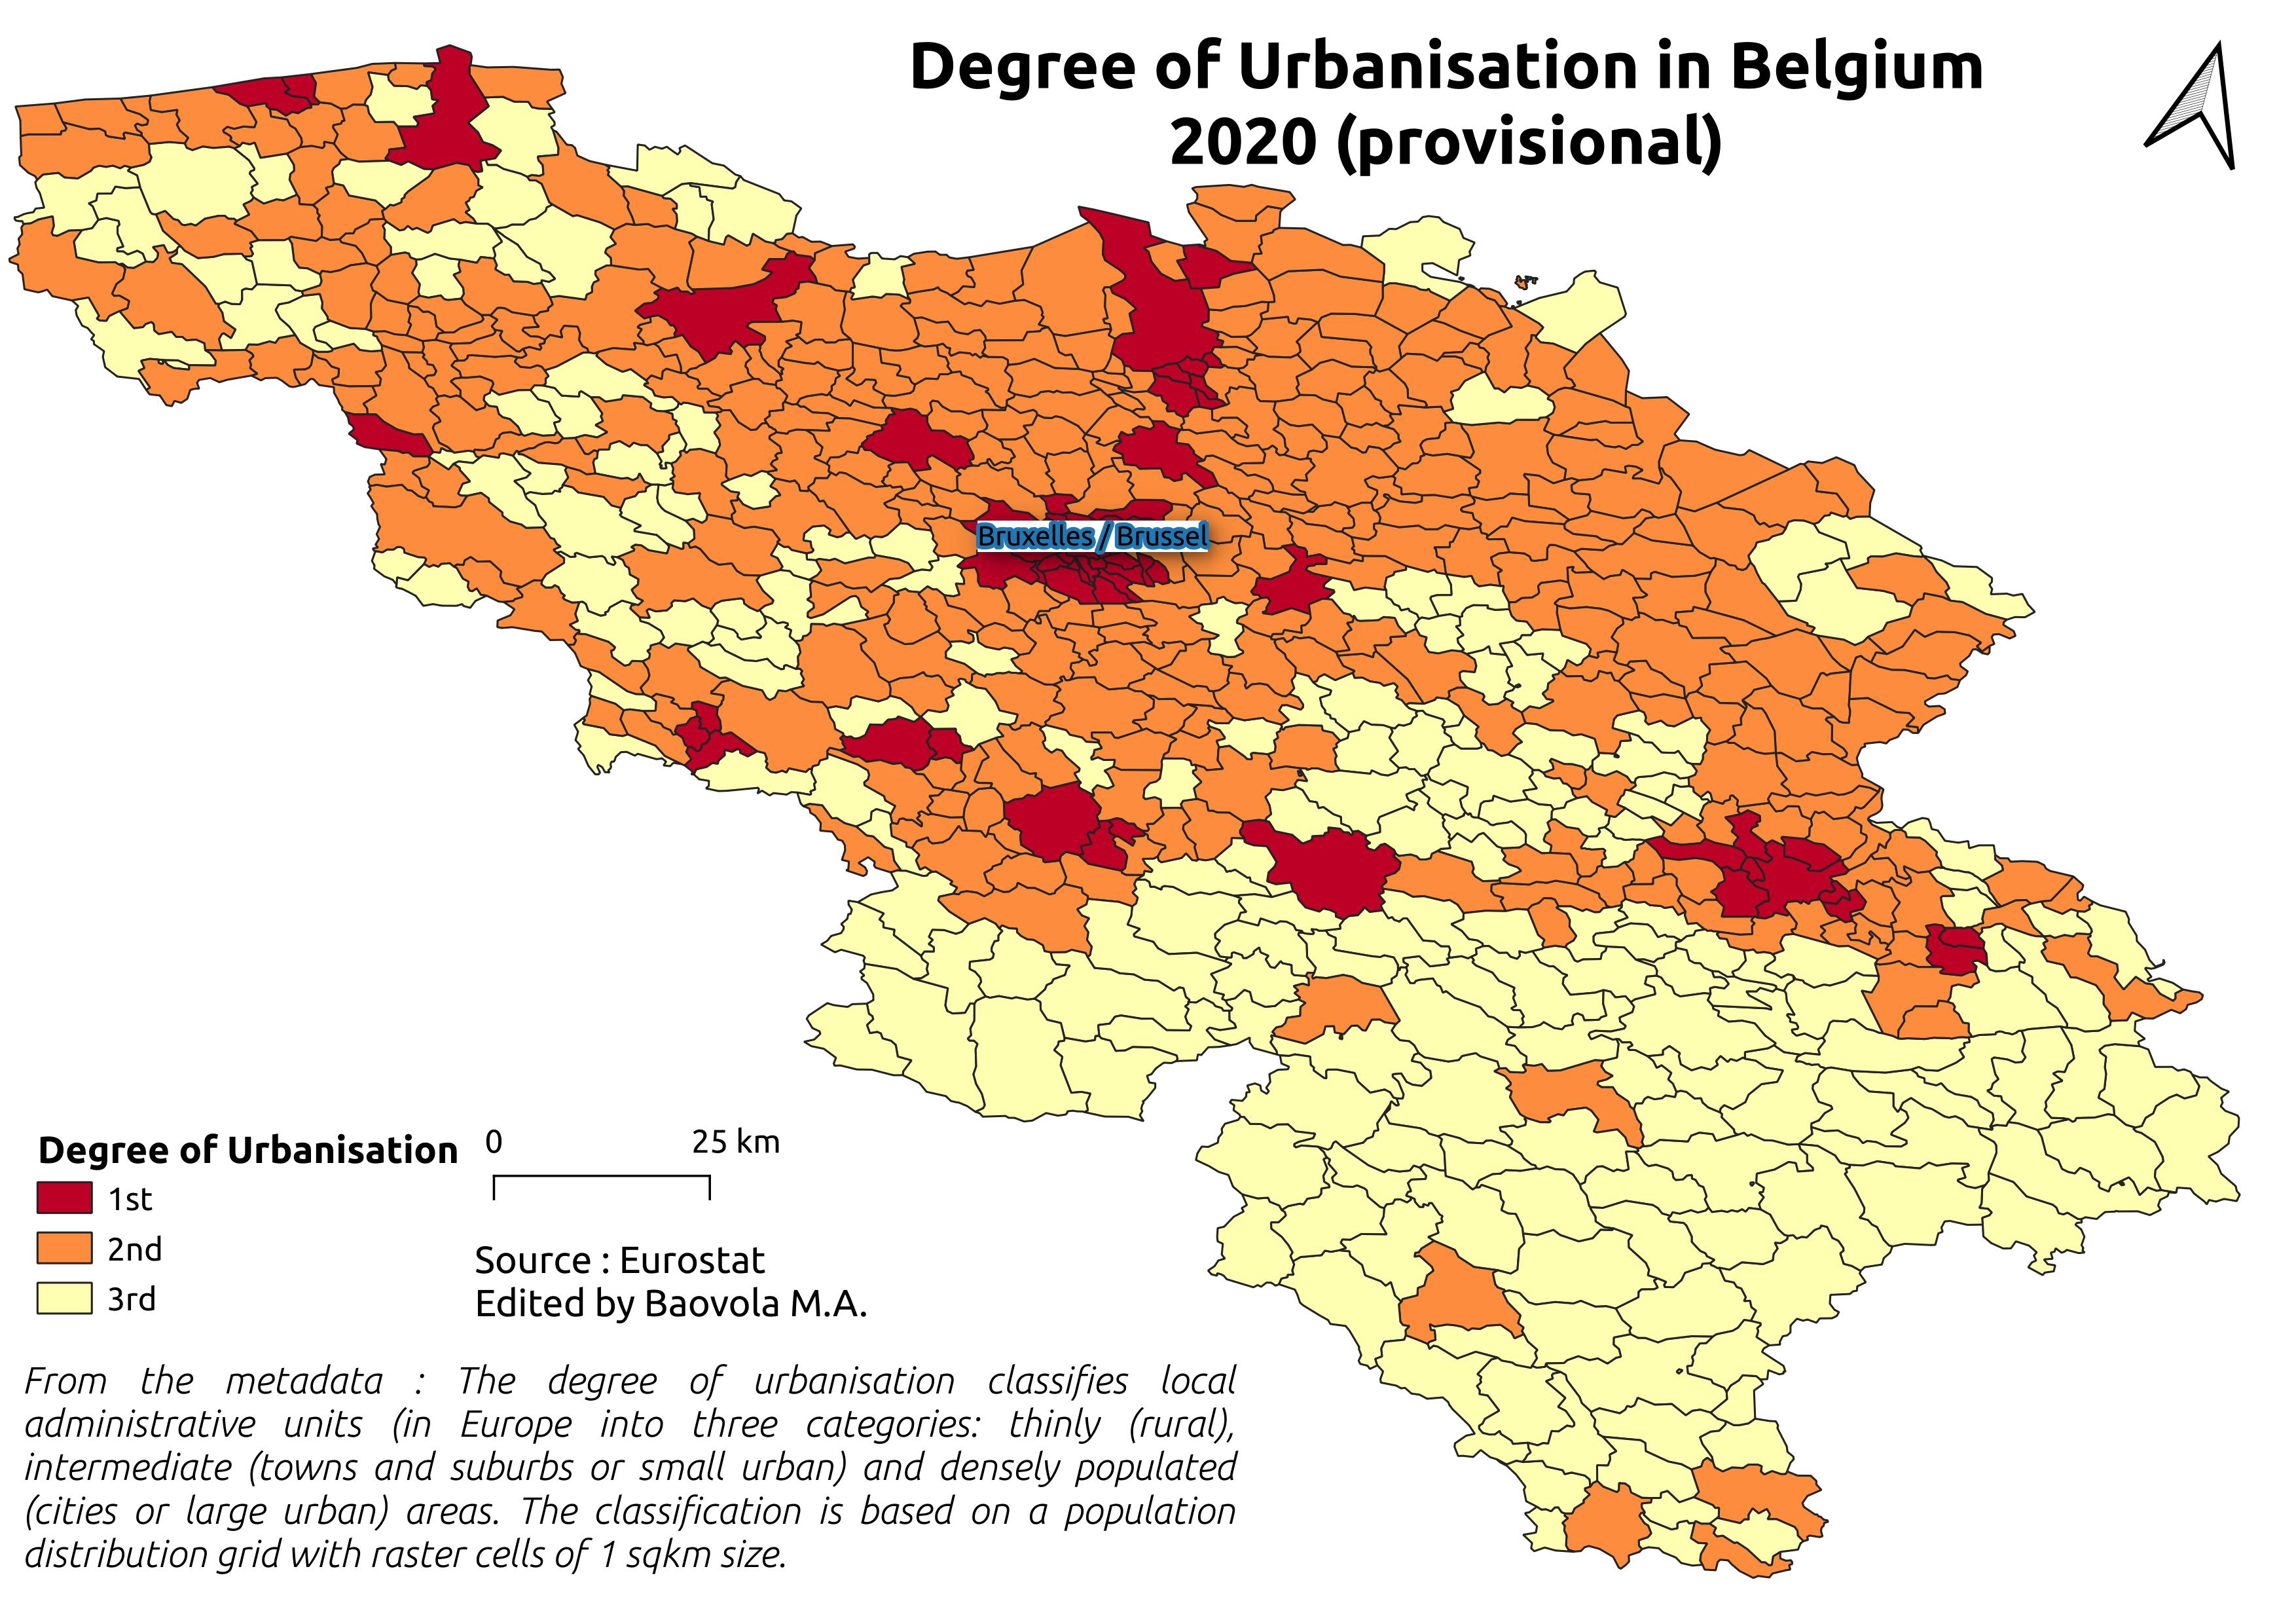 Degree of Urbanisation in Belgium
2020 (provisional)
Bruxelles / Brussel
Degree of Urbanisation
1st
2nd
3rd
0 25 km
Source : Eurostat
Edited by Baovola M.A.
From the metadata : The degree of urbanisation classifies local
administrative units (in Europe into three categories: thinly (rural),
intermediate (towns and suburbs or small urban) and densely populated
(cities or large urban) areas. The classification is based on a population
distribution grid with raster cells of 1 sqkm size.